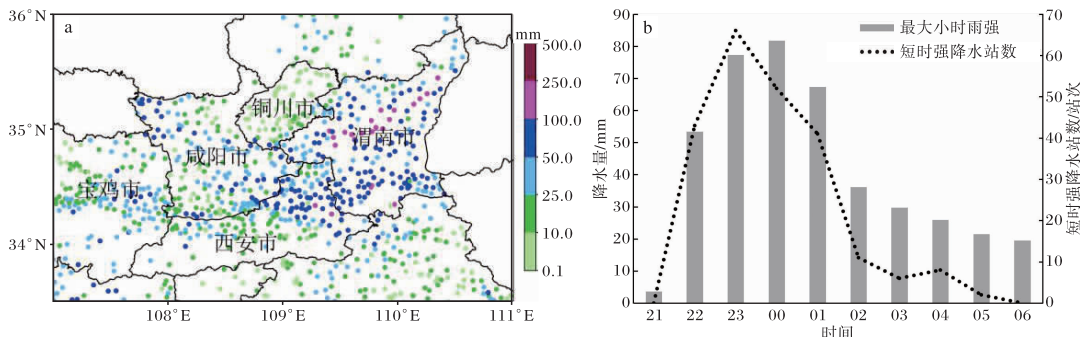 a
36°N
35°N
34°N
108°E
109°E
110°E
111°E
铜川市
渭南市
咸阳市
宝鸡市
西安市
mm
500.0
250.0
100.0
50.0
25.0
10.0
0.1
b
最大小时雨强
短时强降水站数
降水量/mm
90
80
70
60
50
40
30
20
10
0
短时强降水站数/站次
70
60
50
40
30
20
10
0
21 22 23 00 01 02 03 04 05 06
时间